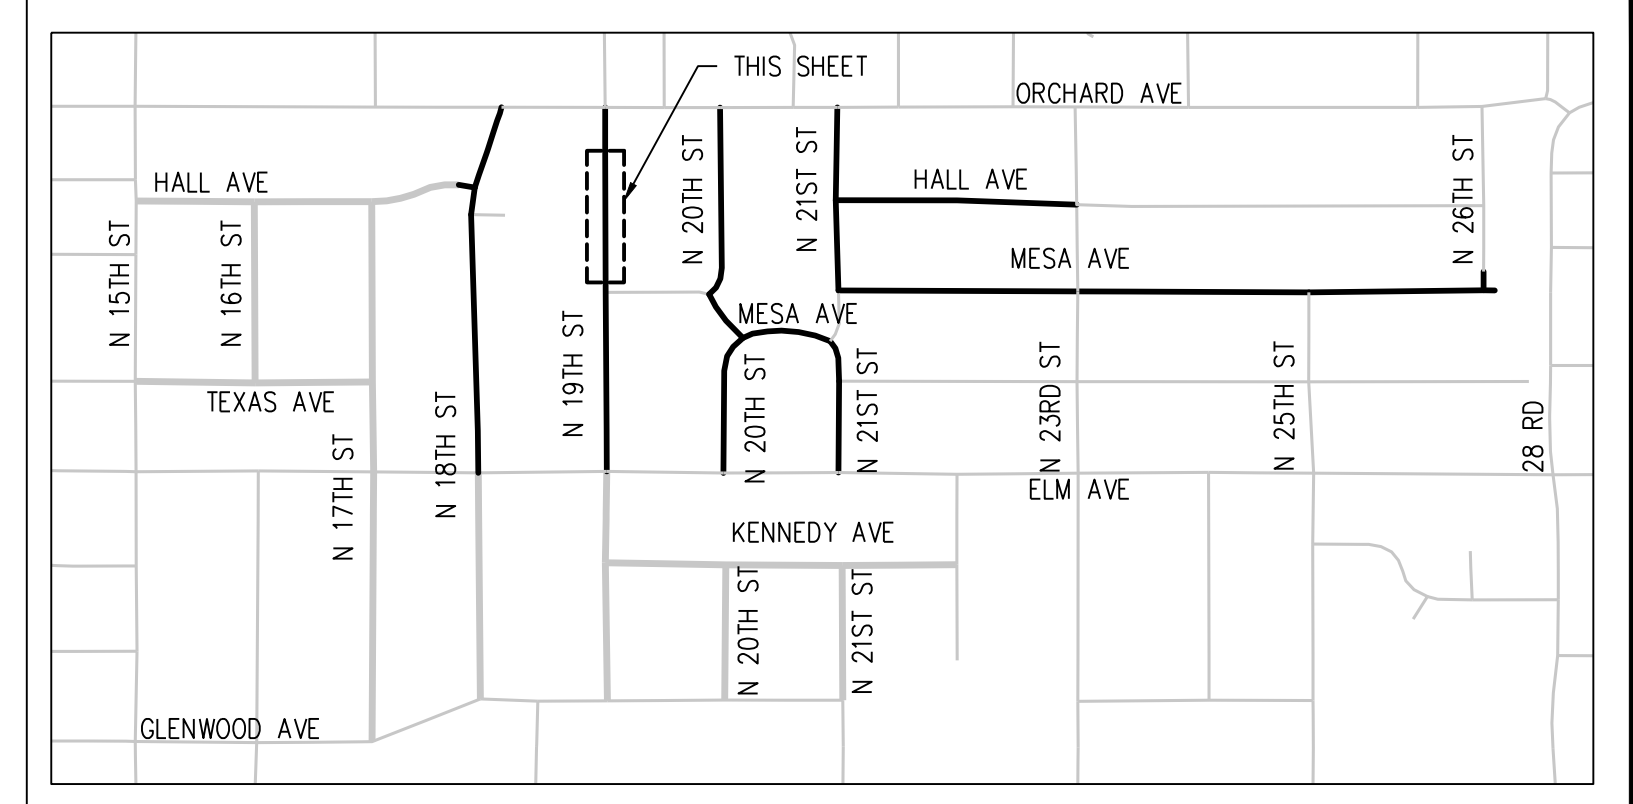 THIS SHEET
ORCHARD AVE
HALL AVE
HALL AVE
N 15TH ST
N 16TH ST
N 20TH ST
N 21ST ST
N 26TH ST
MESA AVE
MESA AVE
N 19TH ST
TEXAS AVE
N 17TH ST
N 18TH ST
N 20TH ST
N 21ST ST
N 23RD ST
N 25TH ST
28 RD
ELM AVE
KENNEDY AVE
N 20TH ST
N 21ST ST
GLENWOOD AVE